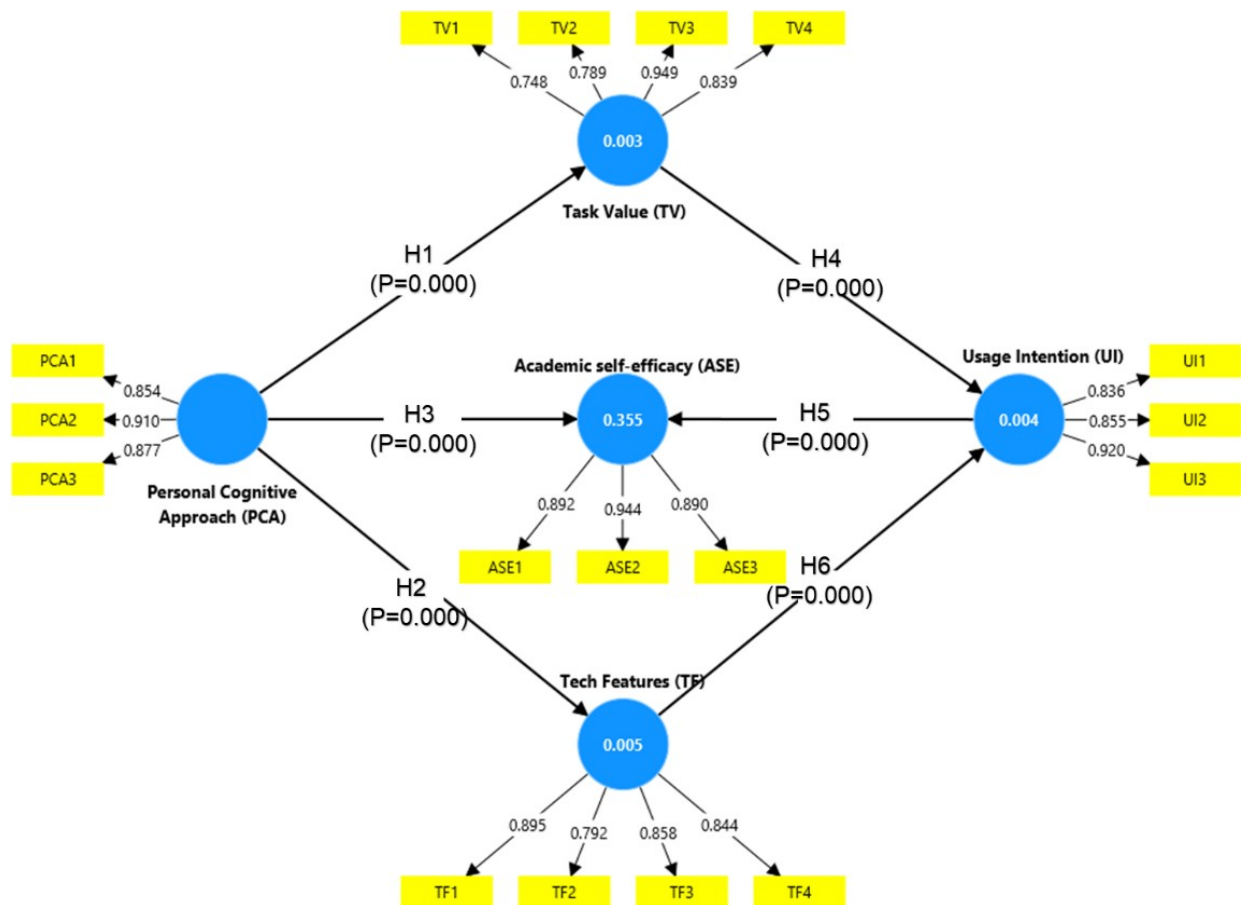 TV1 TV2 TV3 TV4
0.748 0.789 0.949 0.839
0.003
Task Value (TV)
H1
(P=0.000)
H4
(P=0.000)
PCA1
PCA2
PCA3
0.854
0.910
0.877
Personal Cognitive
Approach (PCA)
H3
(P=0.000)
Academic self-efficacy (ASE)
0.355
H5
(P=0.000)
Usage Intention (UI)
0.004
0.836
0.855
0.920
UI1
UI2
UI3
0.892 0.944 0.890
ASE1 ASE2 ASE3
H2
(P=0.000)
H6
(P=0.000)
Tech Features (TF)
0.005
0.895 0.792 0.858 0.844
TF1 TF2 TF3 TF4